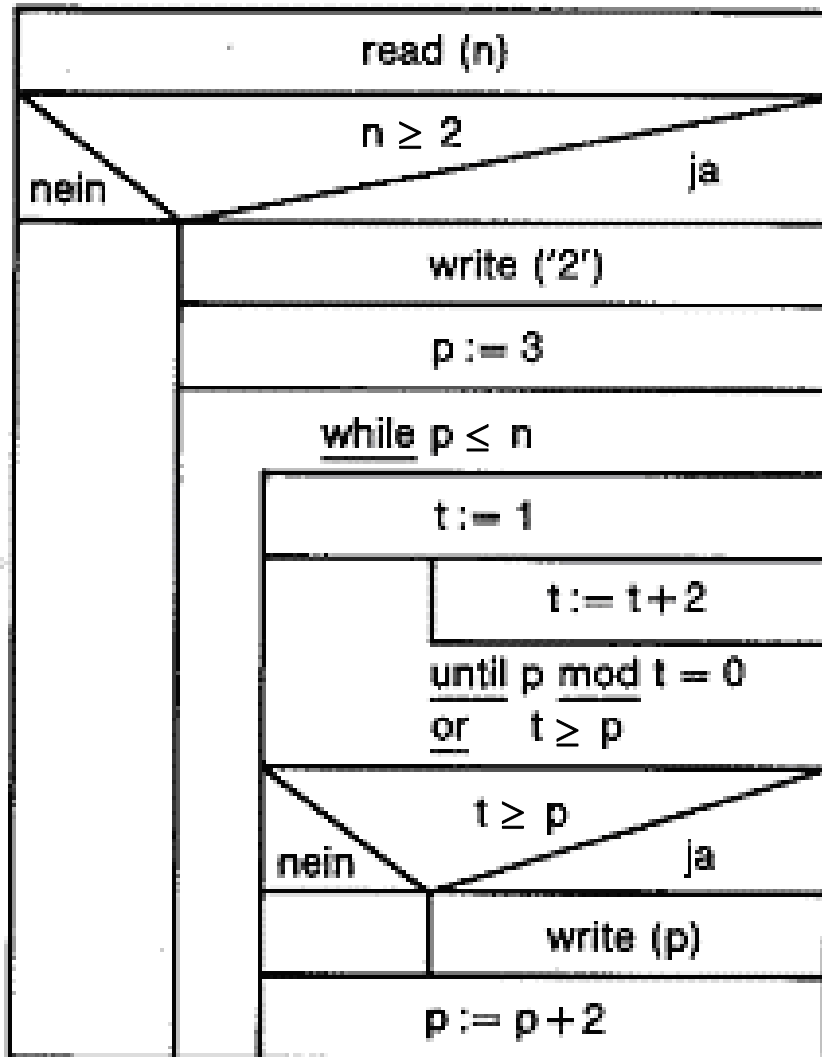 read (n)
n ≥ 2
nein
ja
write ('2')
p := 3
while p ≤ n
t := 1
t := t + 2
until p mod t = 0
or t ≥ p
t ≥ p
nein
ja
write (p)
p := p + 2